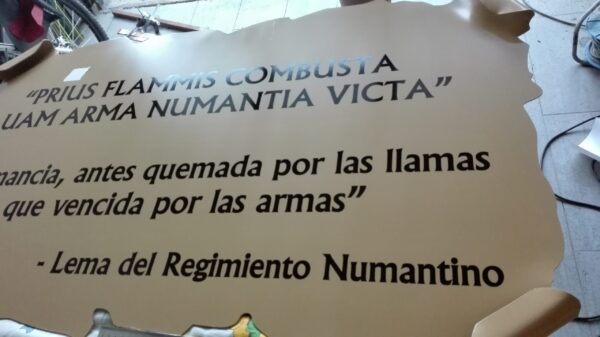 "PRIUS FLAMMIS COMBUSTA
UAM ARMA NUMANTIA VICTA"
mancia, antes quemada por las llamas
que vencida por las armas"
- Lema del Regimiento Numantino